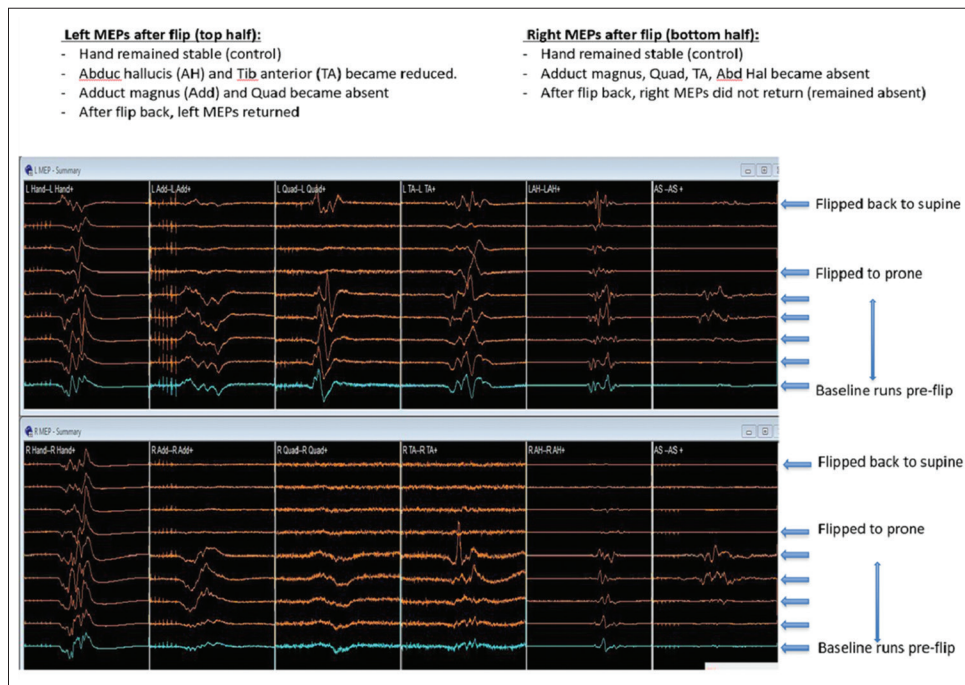 Left MEPs after flip (top half):
- Hand remained stable (control)
- Abduc hallucis (AH) and Tib anterior (TA) became reduced.
- Adduct magnus (Add) and Quad became absent
- After flip back, left MEPs returned
Right MEPs after flip (bottom half):
- Hand remained stable (control)
- Adduct magnus, Quad, TA, Abd Hal became absent
- After flip back, right MEPs did not return (remained absent)
L MEP - Summary
L Hand--L Hand+ L Add--L Add+ L Quad--L Quad+ L TA--L TA+ LAH--LAH+ AS --AS +
Flipped back to supine
Flipped to prone
Baseline runs pre-flip
R MEP - Summary
R Hand--R Hand+ R Add--R Add+ R Quad--R Quad+ R TA--R TA+ R AH--R AH+ AS --AS +
Flipped back to supine
Flipped to prone
Baseline runs pre-flip